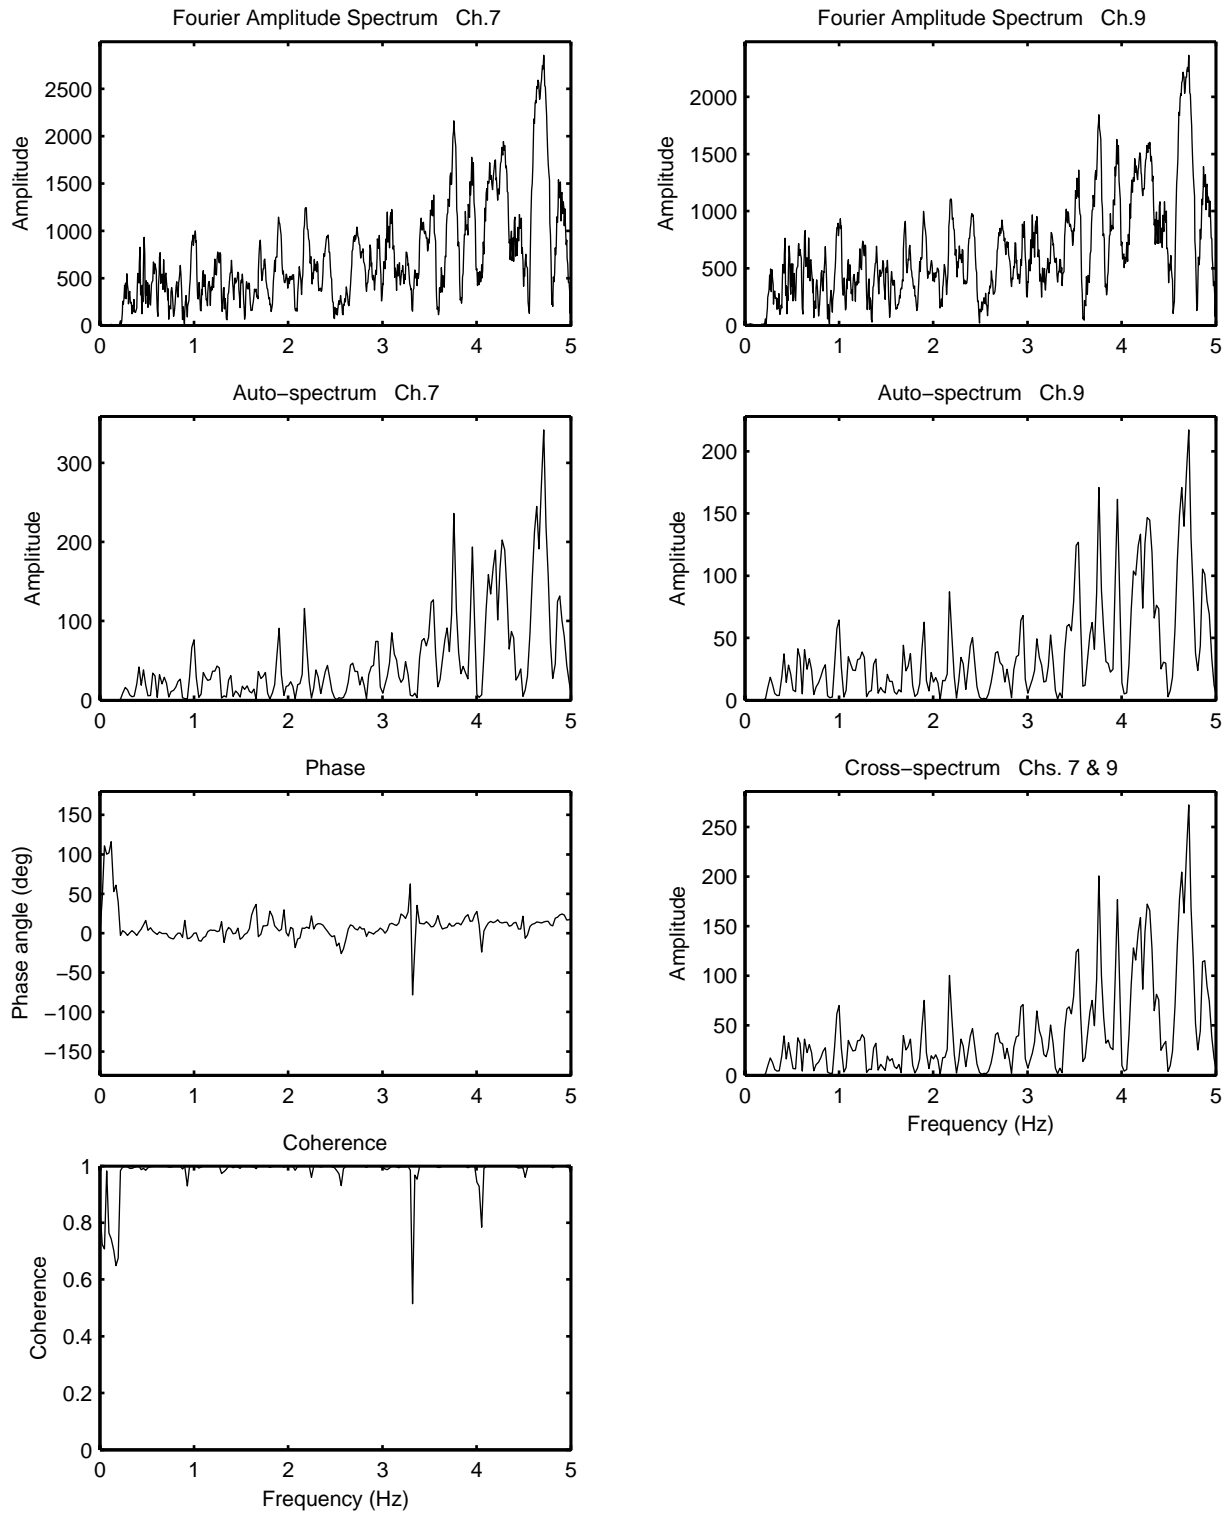 Fourier Amplitude Spectrum Ch.7
Amplitude
2500
2000
1500
1000
500
0
0 1 2 3 4 5
Fourier Amplitude Spectrum Ch.9
Amplitude
2000
1500
1000
500
0
0 1 2 3 4 5
Auto−spectrum Ch.7
Amplitude
300
200
100
0
0 1 2 3 4 5
Auto−spectrum Ch.9
Amplitude
200
150
100
50
0
0 1 2 3 4 5
Phase
Phase angle (deg)
150
100
50
0
−50
−100
−150
0 1 2 3 4 5
Cross−spectrum Chs. 7 & 9
Amplitude
250
200
150
100
50
0
0 1 2 3 4 5
Frequency (Hz)
Coherence
Coherence
1
0.8
0.6
0.4
0.2
0
0 1 2 3 4 5
Frequency (Hz)